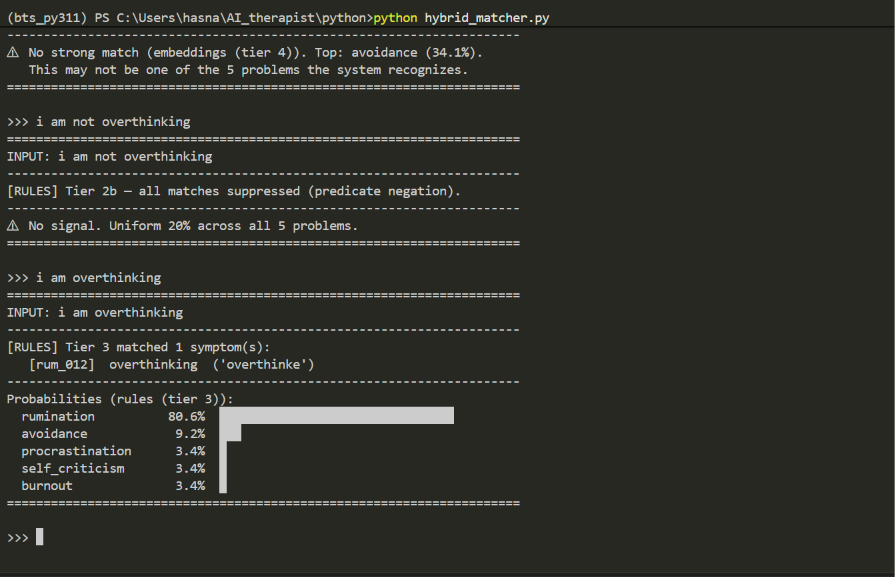 (bts_py311) PS C:\Users\hasna\AI_therapist\python>python hybrid_matcher.py
----------------------------------------------------------------------
⚠ No strong match (embeddings (tier 4)). Top: avoidance (34.1%).
   This may not be one of the 5 problems the system recognizes.
======================================================================
>>> i am not overthinking
======================================================================
INPUT: i am not overthinking
----------------------------------------------------------------------
[RULES] Tier 2b — all matches suppressed (predicate negation).
----------------------------------------------------------------------
⚠ No signal. Uniform 20% across all 5 problems.
======================================================================
>>> i am overthinking
======================================================================
INPUT: i am overthinking
----------------------------------------------------------------------
[RULES] Tier 3 matched 1 symptom(s):
   [rum_012]  overthinking  ('overthinke')
----------------------------------------------------------------------
Probabilities (rules (tier 3)):
  rumination          80.6%
  avoidance            9.2%
  procrastination      3.4%
  self_criticism       3.4%
  burnout              3.4%
======================================================================
>>>